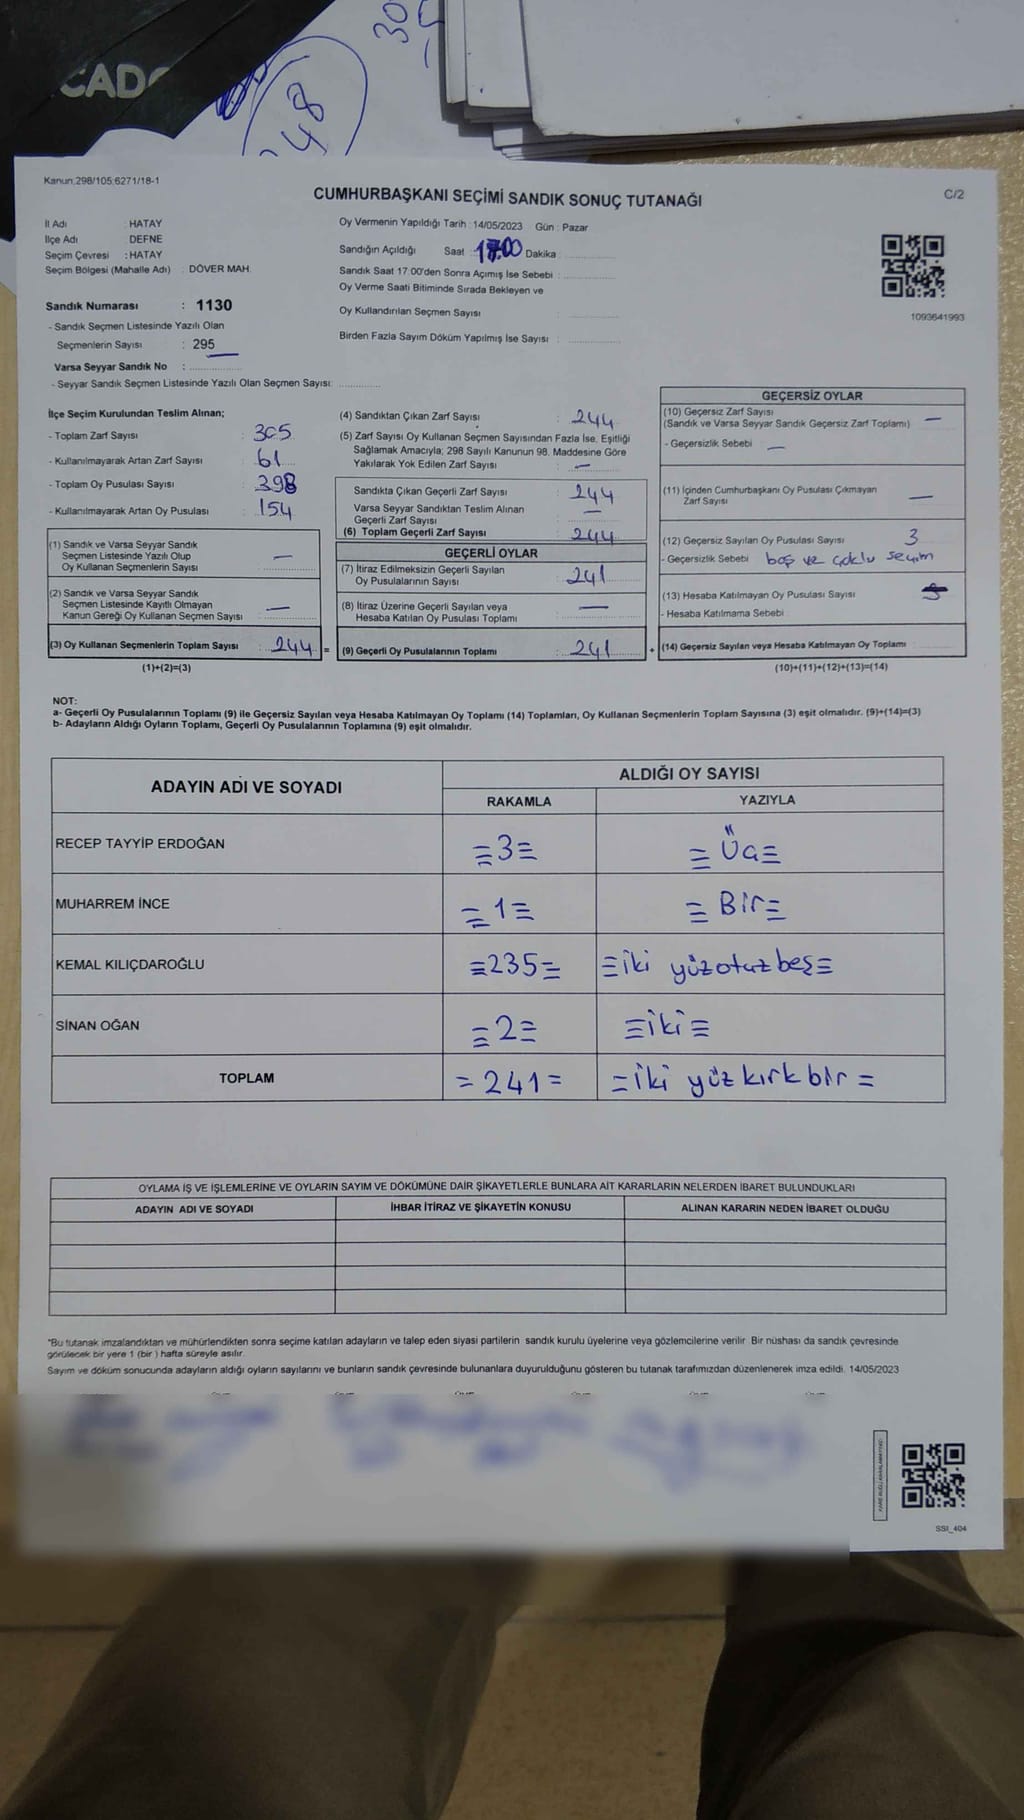 CADO
30
48
Kanun:298/105;6271/18-1
CUMHURBAŞKANI SEÇİMİ SANDIK SONUÇ TUTANAĞI
C/2
İl Adı : HATAY
İlçe Adı : DEFNE
Seçim Çevresi : HATAY
Seçim Bölgesi (Mahalle Adı) : DÖVER MAH.
Sandık Numarası : 1130
- Sandık Seçmen Listesinde Yazılı Olan
Seçmenlerin Sayısı : 295
Varsa Seyyar Sandık No : ..............
- Seyyar Sandık Seçmen Listesinde Yazılı Olan Seçmen Sayısı: ..............
Oy Vermenin Yapıldığı Tarih : 14/05/2023 Gün : Pazar
Sandığın Açıldığı Saat : 17.00 Dakika : ..............
Sandık Saat 17:00'den Sonra Açımış İse Sebebi : ..............
Oy Verme Saati Bitiminde Sırada Bekleyen ve
Oy Kullandırılan Seçmen Sayısı : ..............
Birden Fazla Sayım Döküm Yapılmış İse Sayısı : ..............
1093641993
İlçe Seçim Kurulundan Teslim Alınan;
- Toplam Zarf Sayısı : 305
- Kullanılmayarak Artan Zarf Sayısı : 61
- Toplam Oy Pusulası Sayısı : 398
- Kullanılmayarak Artan Oy Pusulası : 154
(1) Sandık ve Varsa Seyyar Sandık
Seçmen Listesinde Yazılı Olup
Oy Kullanan Seçmenlerin Sayısı : —
(2) Sandık ve Varsa Seyyar Sandık
Seçmen Listesinde Kayıtlı Olmayan
Kanun Gereği Oy Kullanan Seçmen Sayısı : —
(3) Oy Kullanan Seçmenlerin Toplam Sayısı : 244 =
(1)+(2)=(3)
(4) Sandıktan Çıkan Zarf Sayısı : 244
(5) Zarf Sayısı Oy Kullanan Seçmen Sayısından Fazla İse, Eşitliği
Sağlamak Amacıyla; 298 Sayılı Kanunun 98. Maddesine Göre
Yakılarak Yok Edilen Zarf Sayısı : —
Sandıkta Çıkan Geçerli Zarf Sayısı : 244
Varsa Seyyar Sandıktan Teslim Alınan
Geçerli Zarf Sayısı : —
(6) Toplam Geçerli Zarf Sayısı : 244
GEÇERLİ OYLAR
(7) İtiraz Edilmeksizin Geçerli Sayılan
Oy Pusulalarının Sayısı : 241
(8) İtiraz Üzerine Geçerli Sayılan veya
Hesaba Katılan Oy Pusulası Toplamı : —
(9) Geçerli Oy Pusulalarının Toplamı : 241 +
GEÇERSİZ OYLAR
(10) Geçersiz Zarf Sayısı
(Sandık ve Varsa Seyyar Sandık Geçersiz Zarf Toplamı) : —
- Geçersizlik Sebebi : —
(11) İçinden Cumhurbaşkanı Oy Pusulası Çıkmayan
Zarf Sayısı : —
(12) Geçersiz Sayılan Oy Pusulası Sayısı : 3
- Geçersizlik Sebebi : boş ve çoklu seçim
(13) Hesaba Katılmayan Oy Pusulası Sayısı :
- Hesaba Katılmama Sebebi :
(14) Geçersiz Sayılan veya Hesaba Katılmayan Oy Toplamı : ..............
(10)+(11)+(12)+(13)=(14)
NOT:
a- Geçerli Oy Pusulalarının Toplamı (9) ile Geçersiz Sayılan veya Hesaba Katılmayan Oy Toplamı (14) Toplamları, Oy Kullanan Seçmenlerin Toplam Sayısına (3) eşit olmalıdır. (9)+(14)=(3)
b- Adayların Aldığı Oyların Toplamı, Geçerli Oy Pusulalarının Toplamına (9) eşit olmalıdır.
ADAYIN ADI VE SOYADI
ALDIĞI OY SAYISI
RAKAMLA YAZIYLA
RECEP TAYYİP ERDOĞAN =3= =Üç=
MUHARREM İNCE =1= =Bir=
KEMAL KILIÇDAROĞLU =235= =iki yüzotuzbeş=
SİNAN OĞAN =2= =iki=
TOPLAM =241= =iki yüzkırkbir=
OYLAMA İŞ VE İŞLEMLERİNE VE OYLARIN SAYIM VE DÖKÜMÜNE DAİR ŞİKAYETLERLE BUNLARA AİT KARARLARIN NELERDEN İBARET BULUNDUKLARI
ADAYIN ADI VE SOYADI İHBAR İTİRAZ VE ŞİKAYETİN KONUSU ALINAN KARARIN NEDEN İBARET OLDUĞU
*Bu tutanak imzalandıktan ve mühürlendikten sonra seçime katılan adayların ve talep eden siyasi partilerin sandık kurulu üyelerine veya gözlemcilerine verilir. Bir nüshası da sandık çevresinde
görülecek bir yere 1 (bir ) hafta süreyle asılır.
Sayım ve döküm sonucunda adayların aldığı oyların sayılarını ve bunların sandık çevresinde bulunanlara duyurulduğunu gösteren bu tutanak tarafımızdan düzenlenerek imza edildi. 14/05/2023
SSI_404